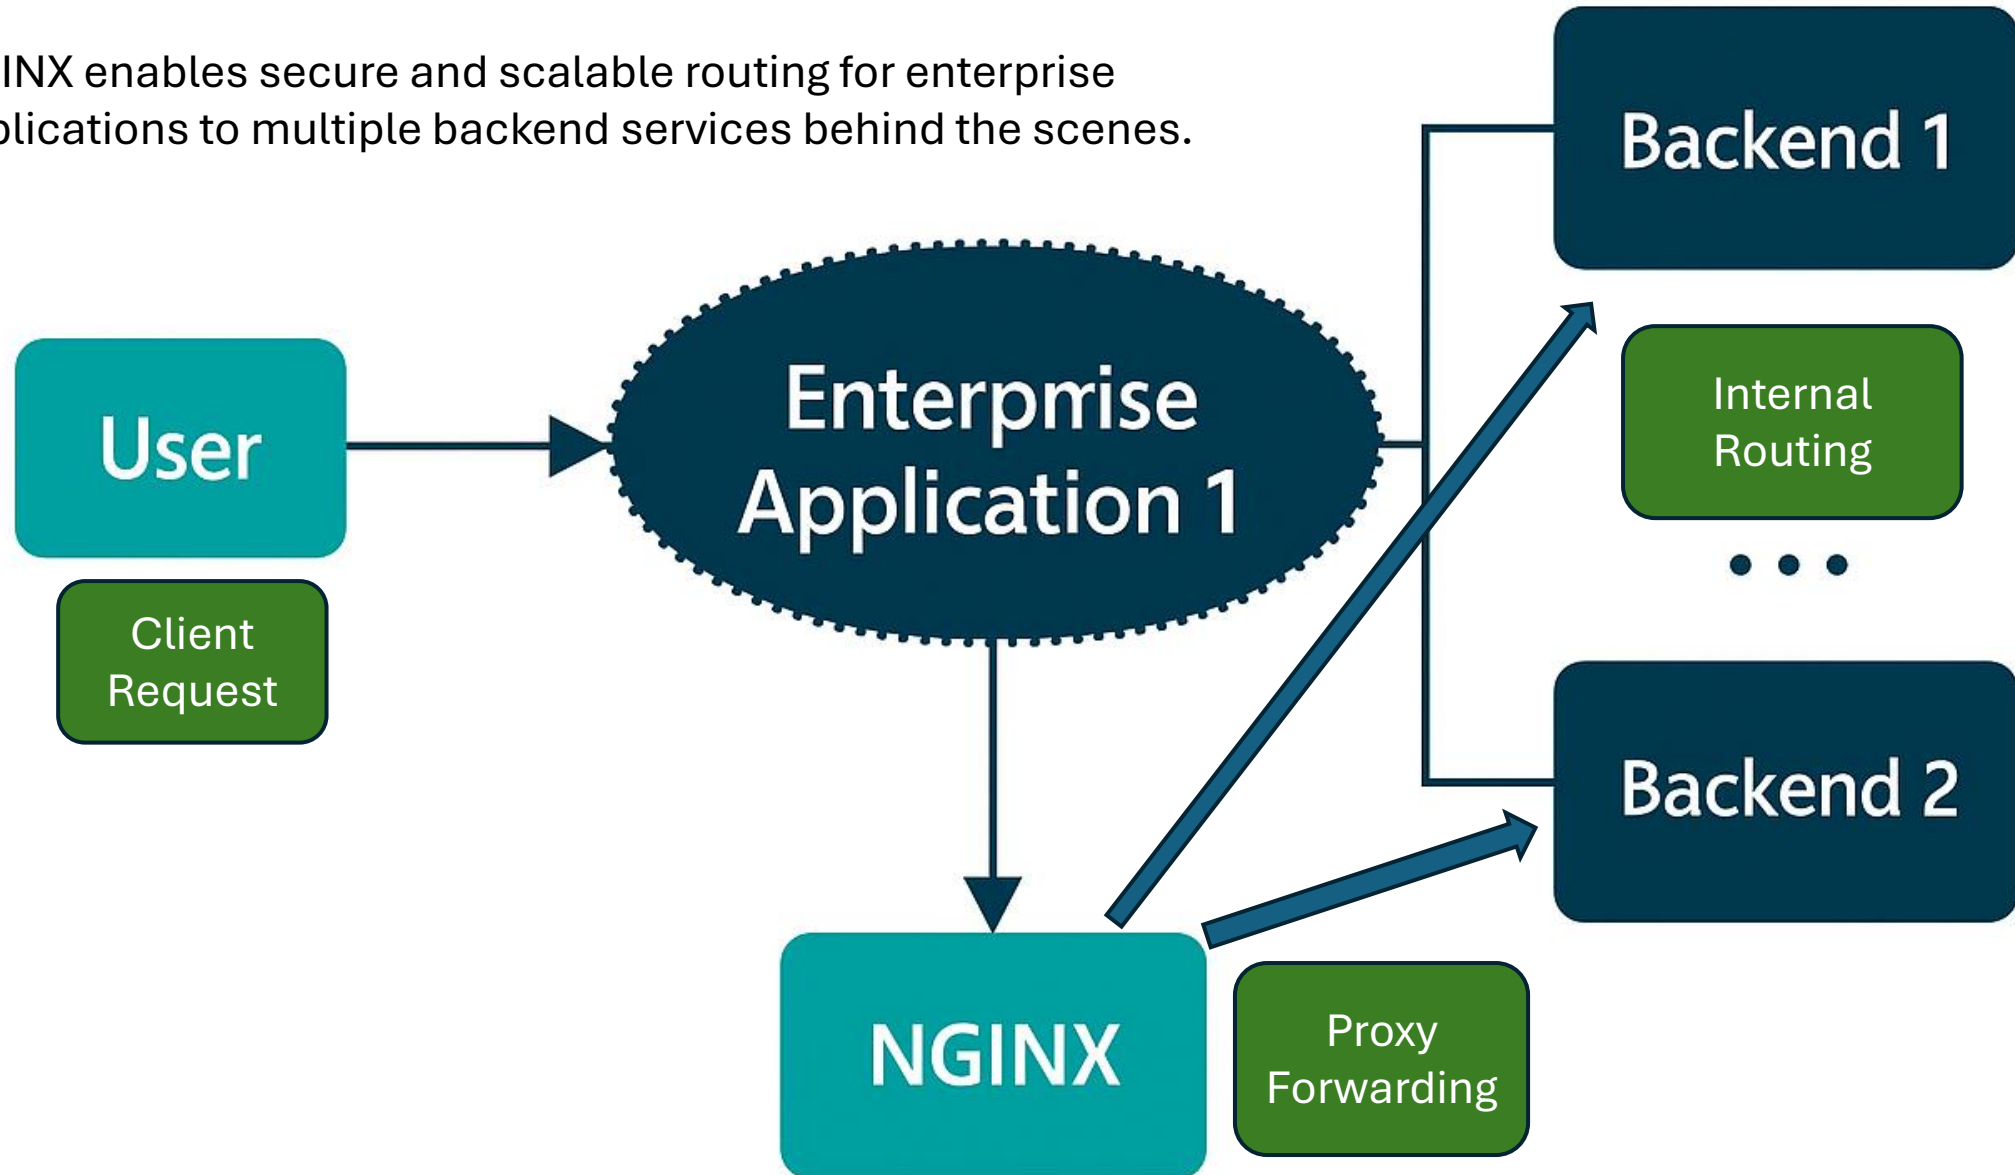 INX enables secure and scalable routing for enterprise
plications to multiple backend services behind the scenes.
Backend 1
Enterpmise
Application 1
User
Internal
Routing
Client
Request
Backend 2
NGINX
Proxy
Forwarding